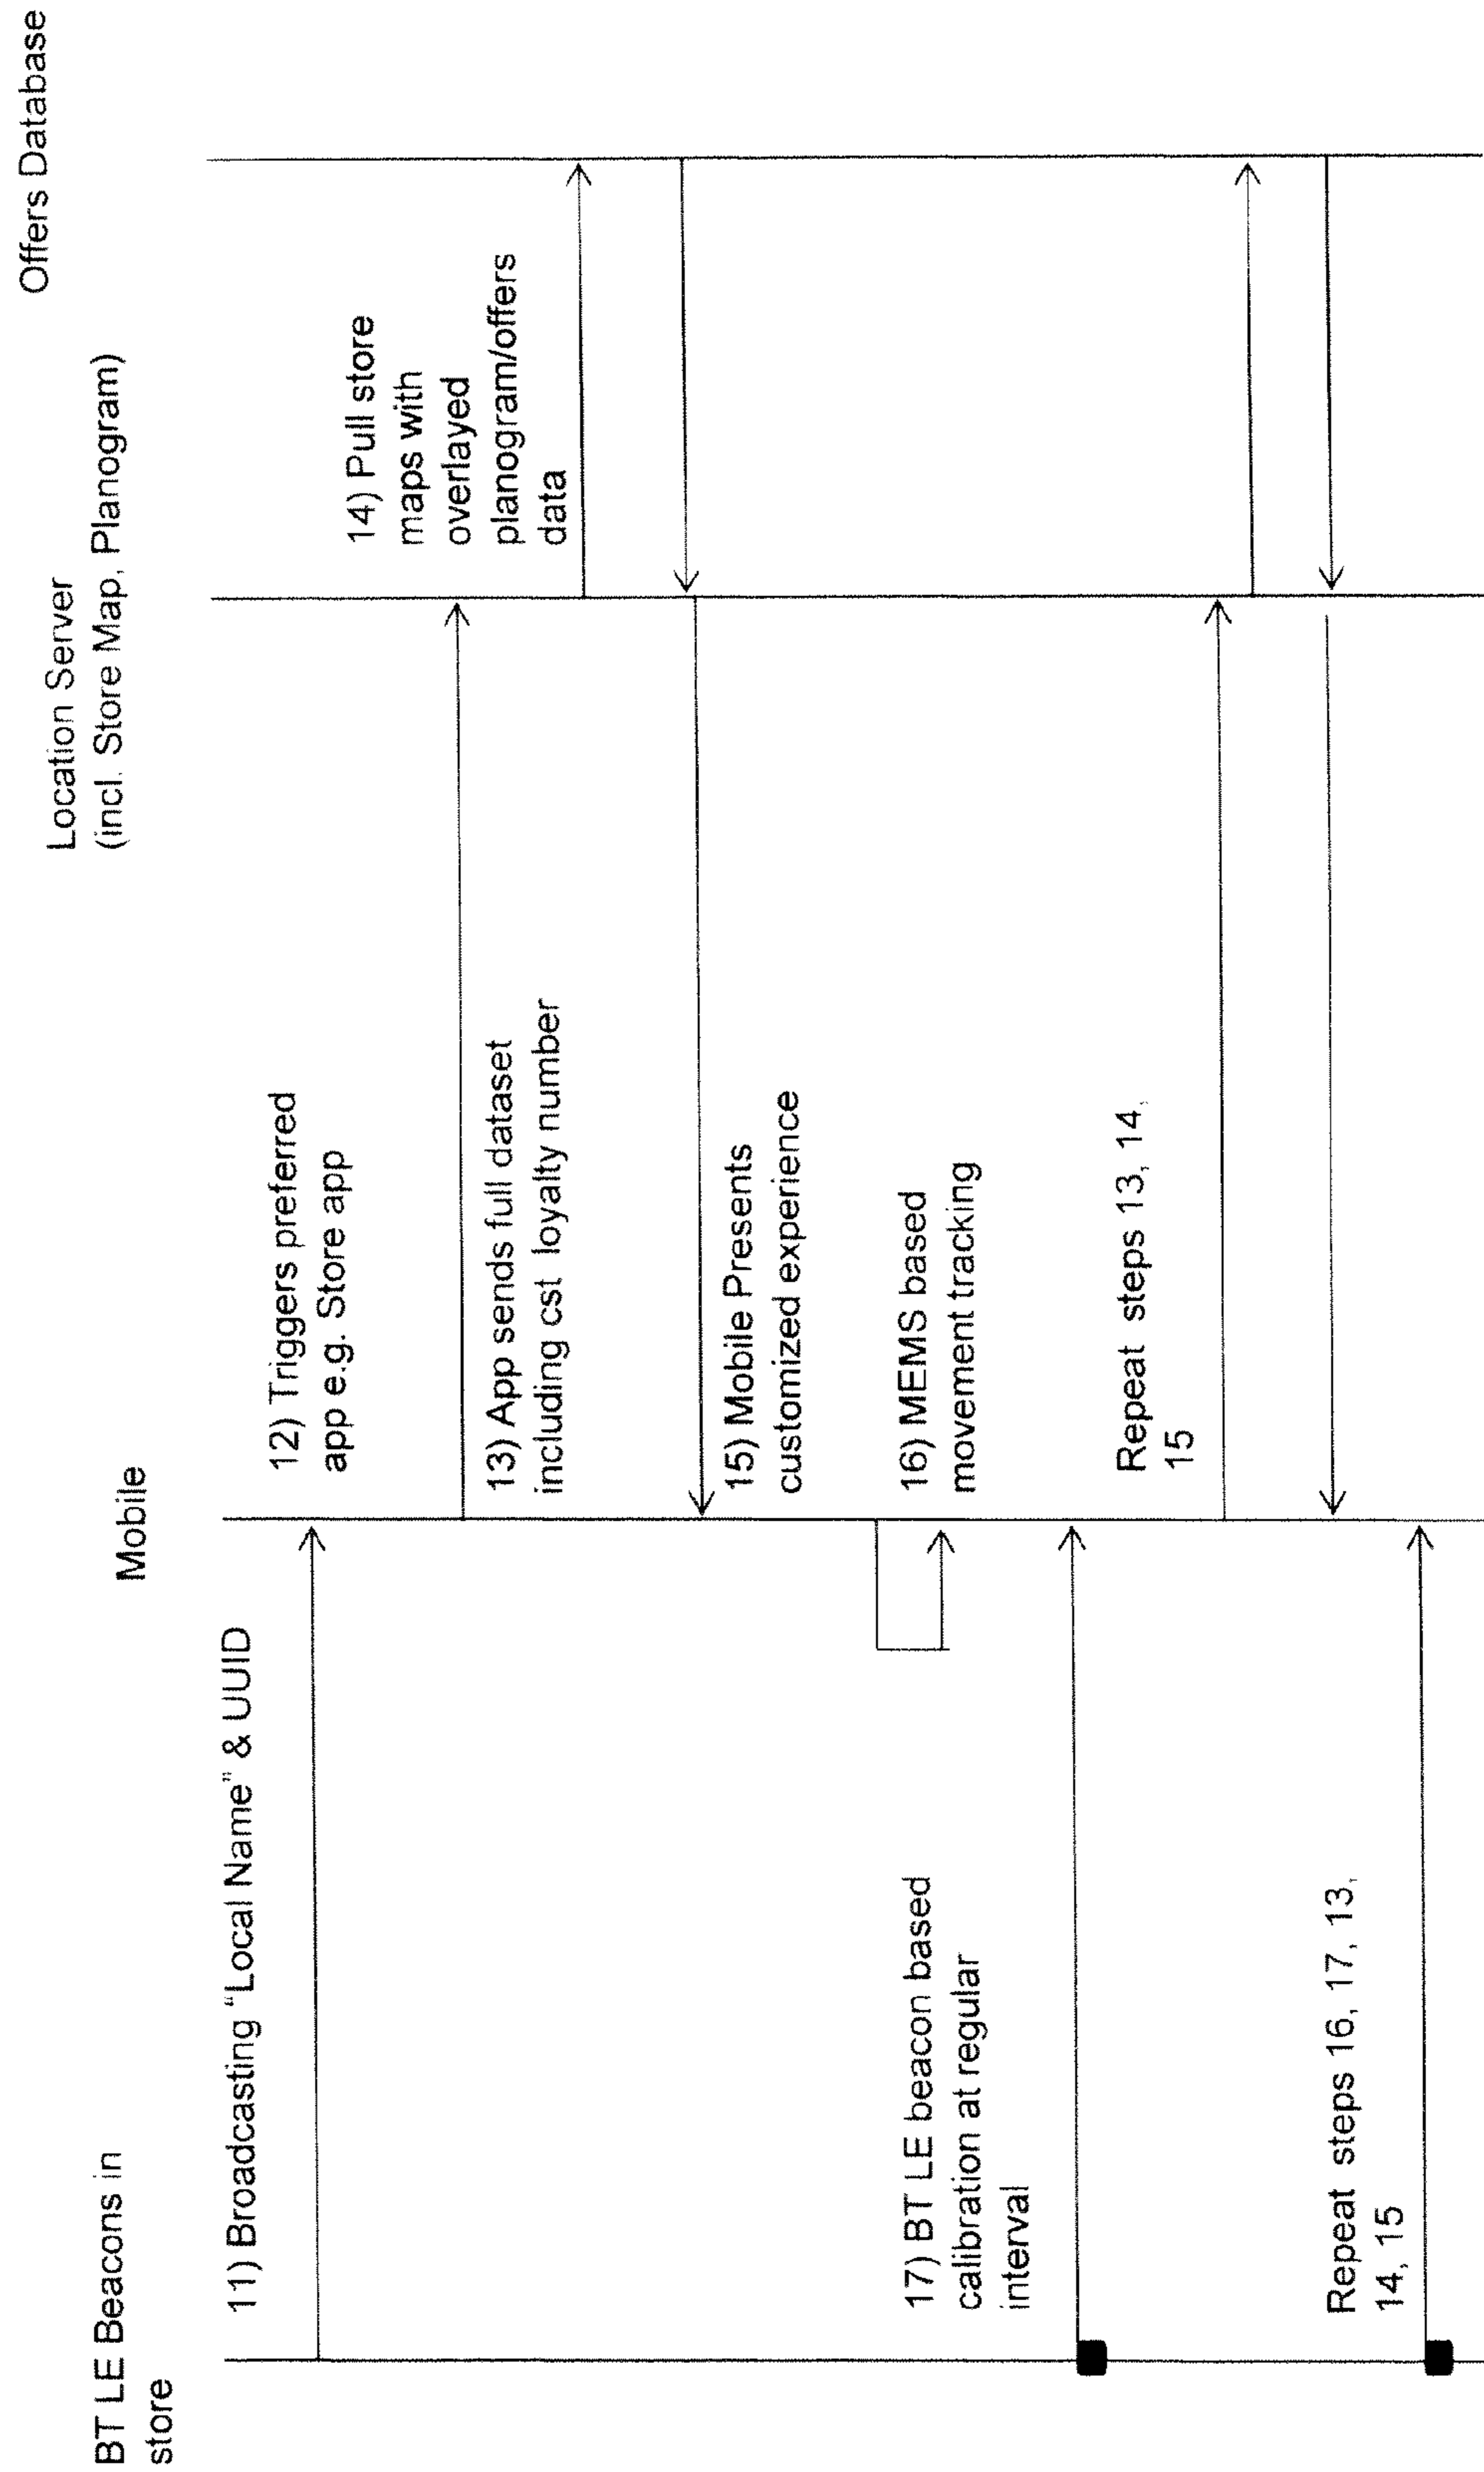 BT LE Beacons in
store
Mobile
Location Server
(incl. Store Map, Planogram)
Offers Database
11) Broadcasting “Local Name” & UUID
12) Triggers preferred
app e.g. Store app
13) App sends full dataset
including cst loyalty number
14) Pull store
maps with
overlayed
planogram/offers
data
15) Mobile Presents
customized experience
16) MEMS based
movement tracking
17) BT LE beacon based
calibration at regular
interval
Repeat steps 13, 14,
15
Repeat steps 16, 17, 13,
14, 15